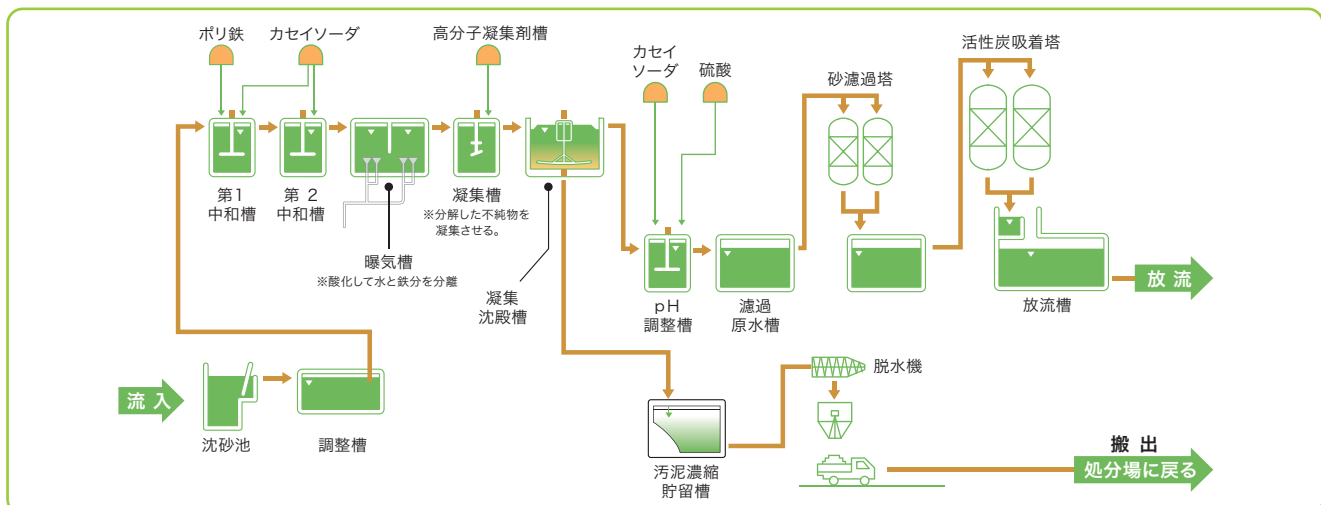 ポリ鉄
カセイソーダ
高分子凝集剤槽
カセイ
ソーダ
硫酸
砂濾過塔
活性炭吸着塔
第1
中和槽
第 2
中和槽
曝気槽
※酸化して水と鉄分を分離
凝集槽
※分解した不純物を
凝集させる。
凝集
沈殿槽
pH
調整槽
濾過
原水槽
放流槽
放 流
流 入
沈砂池
調整槽
汚泥濃縮
貯留槽
脱水機
搬 出
処分場に戻る